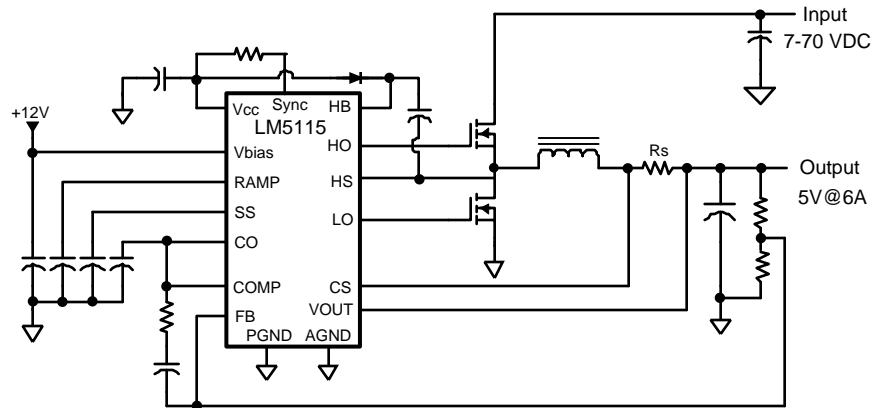 Input
7-70 VDC
+12V
Vcc
Sync
HB
LM5115
Vbias
HO
RAMP
HS
SS
LO
CO
COMP
CS
FB
VOUT
PGND
AGND
Rs
Output
5V@6A